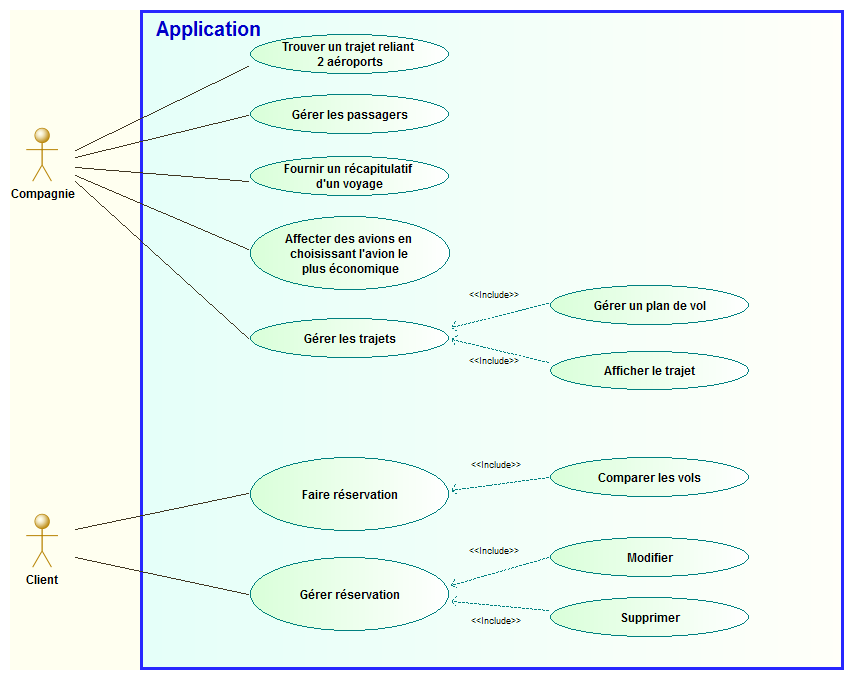 Application
Trouver un trajet reliant
2 aéroports
Gérer les passagers
Compagnie
Fournir un récapitulatif
d'un voyage
Affecter des avions en
choisissant l'avion le
plus économique
<<Include>>
Gérer un plan de vol
Gérer les trajets
<<Include>>
Afficher le trajet
<<Include>>
Comparer les vols
Faire réservation
<<Include>>
Modifier
Client
Gérer réservation
<<Include>>
Supprimer